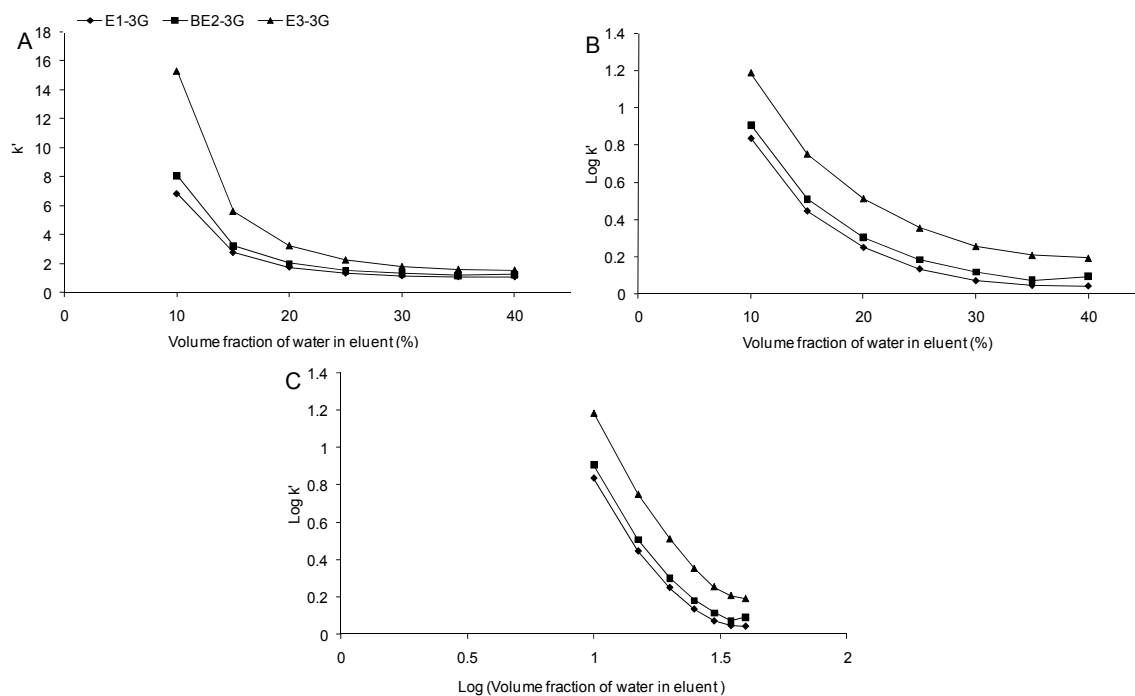 E1-3G BE2-3G E3-3G
A
18
16
14
12
10
8
6
4
2
0
k'
0 10 20 30 40
Volume fraction of water in eluent (%)
B
1.4
1.2
1
0.8
0.6
0.4
0.2
0
Log k'
0 10 20 30 40
Volume fraction of water in eluent (%)
C
1.4
1.2
1
0.8
0.6
0.4
0.2
0
Log k'
0 0.5 1 1.5 2
Log (Volume fraction of water in eluent )